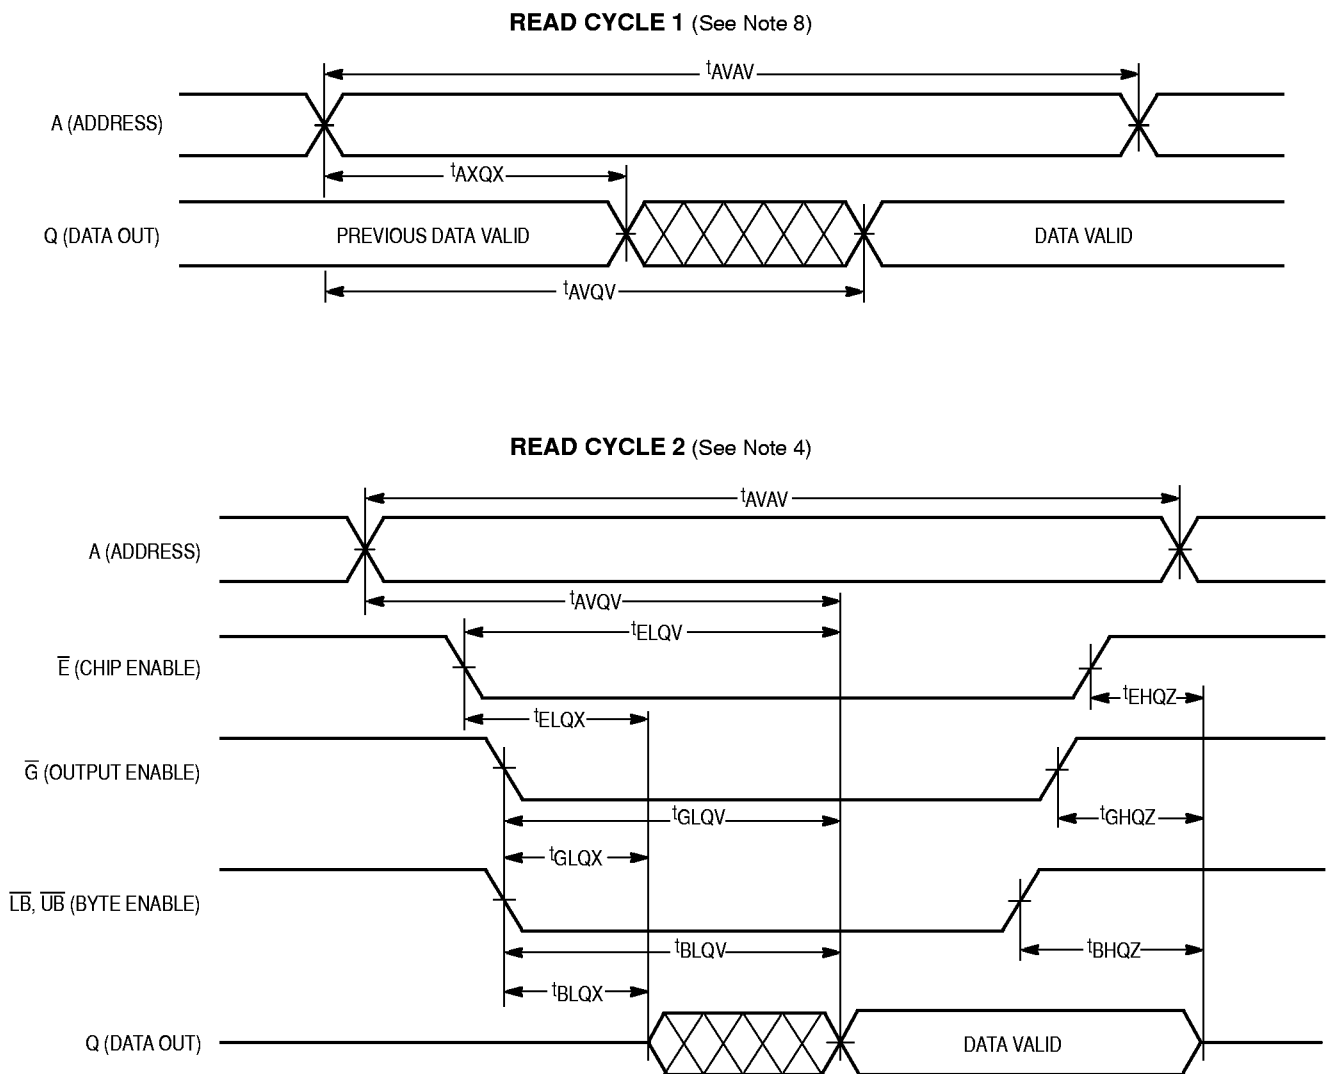 READ CYCLE 1 (See Note 8)
tAVAV
A (ADDRESS)
tAXQX
Q (DATA OUT)
PREVIOUS DATA VALID
DATA VALID
tAVQV
READ CYCLE 2 (See Note 4)
tAVAV
A (ADDRESS)
tAVQV
tELQV
E̅ (CHIP ENABLE)
tEHQZ
tELQX
G̅ (OUTPUT ENABLE)
tGLQV
tGHQZ
tGLQX
L̅B̅, U̅B̅ (BYTE ENABLE)
tBLQV
tBHQZ
tBLQX
Q (DATA OUT)
DATA VALID